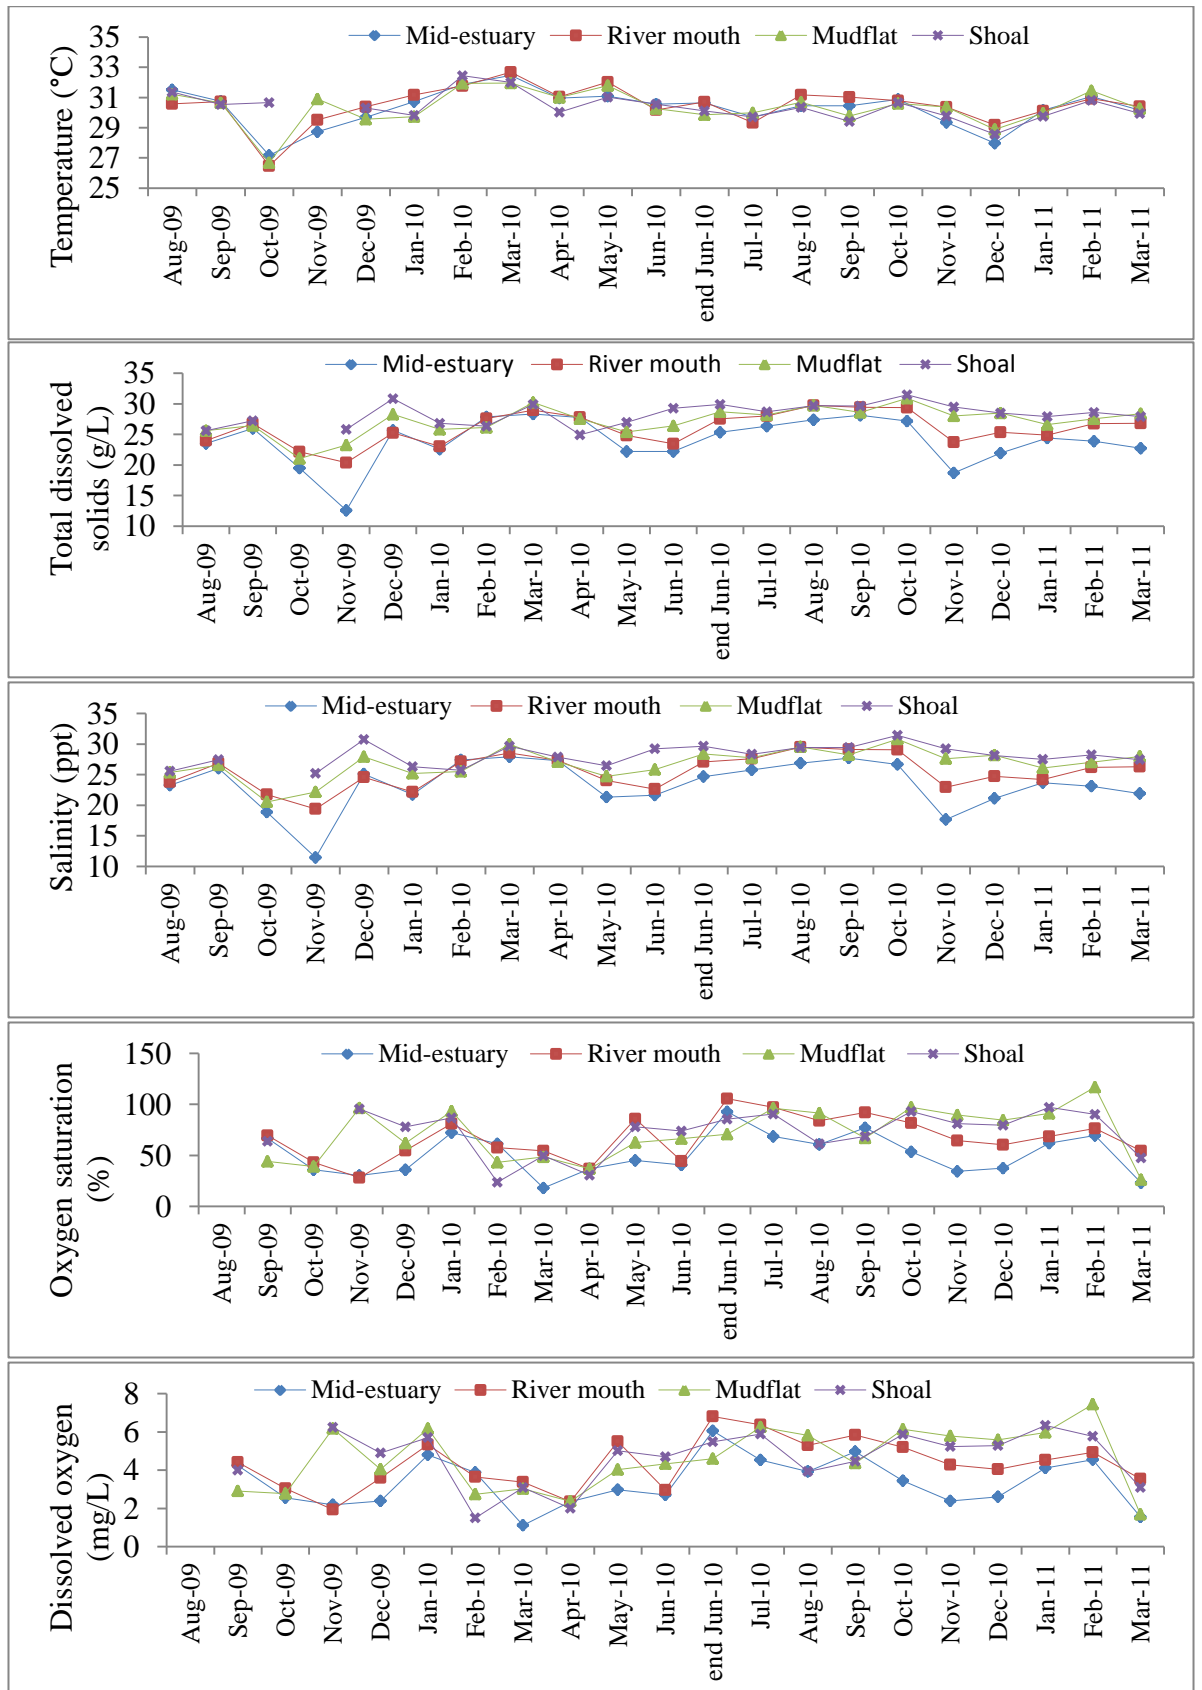 Mid-estuary River mouth Mudflat Shoal
Temperature (°C)
35
33
31
29
27
25
Aug-09 Sep-09 Oct-09 Nov-09 Dec-09 Jan-10 Feb-10 Mar-10 Apr-10 May-10 Jun-10 end Jun-10 Jul-10 Aug-10 Sep-10 Oct-10 Nov-10 Dec-10 Jan-11 Feb-11 Mar-11
Mid-estuary River mouth Mudflat Shoal
Total dissolved
solids (g/L)
35
30
25
20
15
10
Aug-09 Sep-09 Oct-09 Nov-09 Dec-09 Jan-10 Feb-10 Mar-10 Apr-10 May-10 Jun-10 end Jun-10 Jul-10 Aug-10 Sep-10 Oct-10 Nov-10 Dec-10 Jan-11 Feb-11 Mar-11
Mid-estuary River mouth Mudflat Shoal
Salinity (ppt)
35
30
25
20
15
10
Aug-09 Sep-09 Oct-09 Nov-09 Dec-09 Jan-10 Feb-10 Mar-10 Apr-10 May-10 Jun-10 end Jun-10 Jul-10 Aug-10 Sep-10 Oct-10 Nov-10 Dec-10 Jan-11 Feb-11 Mar-11
Mid-estuary River mouth Mudflat Shoal
Oxygen saturation
(%)
150
100
50
0
Aug-09 Sep-09 Oct-09 Nov-09 Dec-09 Jan-10 Feb-10 Mar-10 Apr-10 May-10 Jun-10 end Jun-10 Jul-10 Aug-10 Sep-10 Oct-10 Nov-10 Dec-10 Jan-11 Feb-11 Mar-11
Mid-estuary River mouth Mudflat Shoal
Dissolved oxygen
(mg/L)
8
6
4
2
0
Aug-09 Sep-09 Oct-09 Nov-09 Dec-09 Jan-10 Feb-10 Mar-10 Apr-10 May-10 Jun-10 end Jun-10 Jul-10 Aug-10 Sep-10 Oct-10 Nov-10 Dec-10 Jan-11 Feb-11 Mar-11